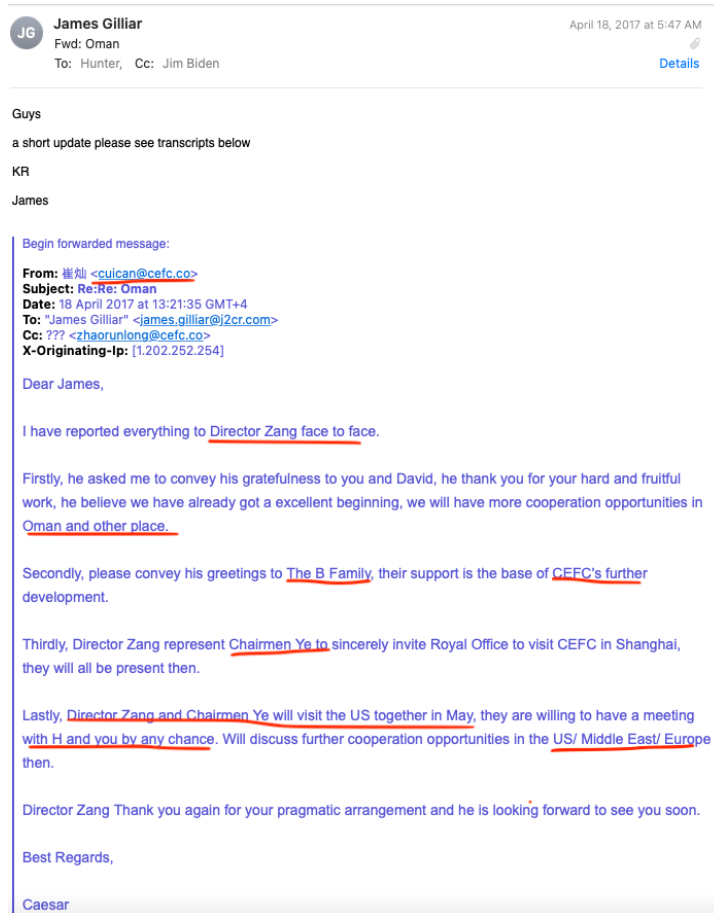 JG
James Gilliar
April 18, 2017 at 5:47 AM
Fwd: Oman
To: Hunter, Cc: Jim Biden
Details
Guys
a short update please see transcripts below
KR
James
Begin forwarded message:
From: 崔灿 <cuican@cefc.co>
Subject: Re:Re: Oman
Date: 18 April 2017 at 13:21:35 GMT+4
To: "James Gilliar" <james.gilliar@j2cr.com>
Cc: ??? <zhaorunlong@cefc.co>
X-Originating-Ip: [1.202.252.254]
Dear James,
I have reported everything to Director Zang face to face.
Firstly, he asked me to convey his gratefulness to you and David, he thank you for your hard and fruitful
work, he believe we have already got a excellent beginning, we will have more cooperation opportunities in
Oman and other place.
Secondly, please convey his greetings to The B Family, their support is the base of CEFC's further
development.
Thirdly, Director Zang represent Chairmen Ye to sincerely invite Royal Office to visit CEFC in Shanghai,
they will all be present then.
Lastly, Director Zang and Chairmen Ye will visit the US together in May, they are willing to have a meeting
with H and you by any chance. Will discuss further cooperation opportunities in the US/ Middle East/ Europe
then.
Director Zang Thank you again for your pragmatic arrangement and he is looking forward to see you soon.
Best Regards,
Caesar